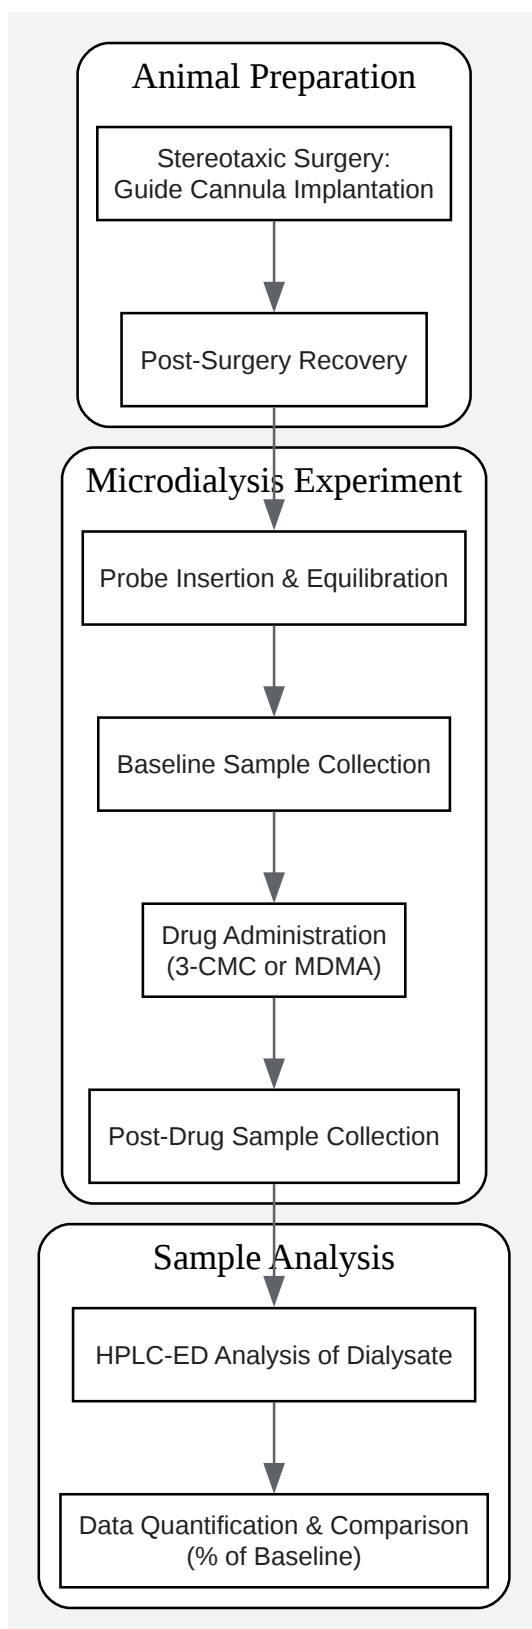 Animal Preparation
Stereotaxic Surgery:
Guide Cannula Implantation
Post-Surgery Recovery
Microdialysis Experiment
Probe Insertion & Equilibration
Baseline Sample Collection
Drug Administration
(3-CMC or MDMA)
Post-Drug Sample Collection
Sample Analysis
HPLC-ED Analysis of Dialysate
Data Quantification & Comparison
(% of Baseline)